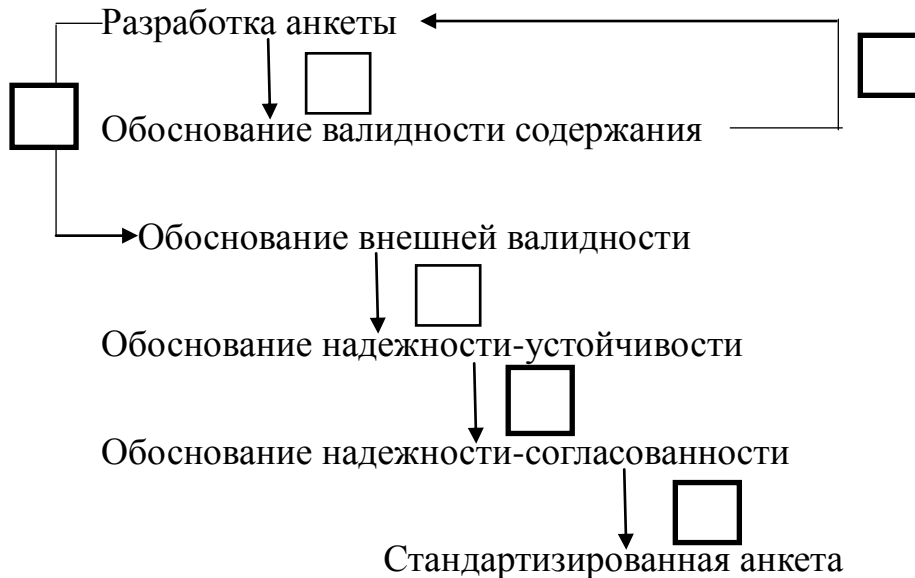 Разработка анкеты
Обоснование валидности содержания
Обоснование внешней валидности
Обоснование надежности-устойчивости
Обоснование надежности-согласованности
Стандартизированная анкета